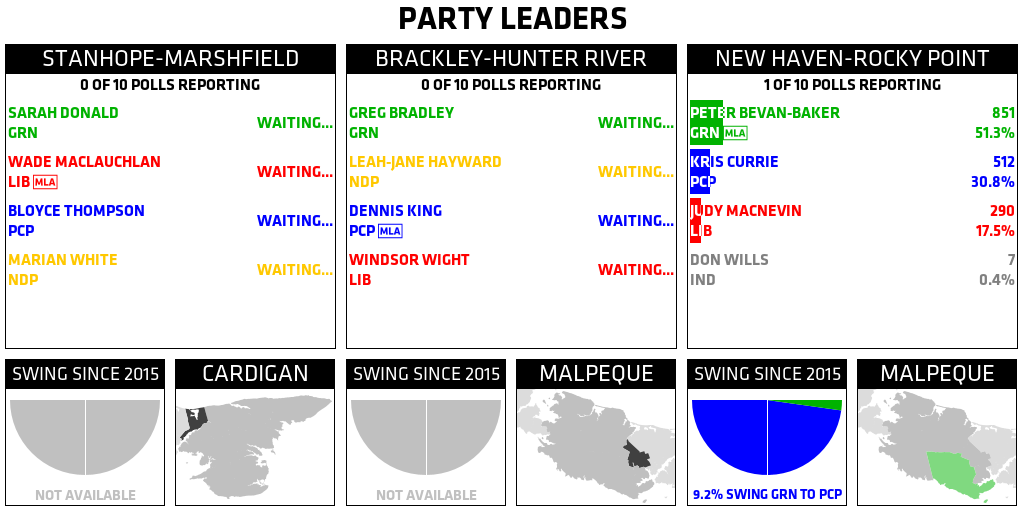 PARTY LEADERS
STANHOPE-MARSHFIELD
0 OF 10 POLLS REPORTING
SARAH DONALD
GRN
WAITING...
WADE MACLAUCHLAN
LIB MLA
WAITING...
BLOYCE THOMPSON
PCP
WAITING...
MARIAN WHITE
NDP
WAITING...
BRACKLEY-HUNTER RIVER
0 OF 10 POLLS REPORTING
GREG BRADLEY
GRN
WAITING...
LEAH-JANE HAYWARD
NDP
WAITING...
DENNIS KING
PCP MLA
WAITING...
WINDSOR WIGHT
LIB
WAITING...
NEW HAVEN-ROCKY POINT
1 OF 10 POLLS REPORTING
PETER BEVAN-BAKER 851
GRN MLA 51.3%
KRIS CURRIE 512
PCP 30.8%
JUDY MACNEVIN 290
LIB 17.5%
DON WILLS 7
IND 0.4%
SWING SINCE 2015
NOT AVAILABLE
CARDIGAN
SWING SINCE 2015
NOT AVAILABLE
MALPEQUE
SWING SINCE 2015
9.2% SWING GRN TO PCP
MALPEQUE